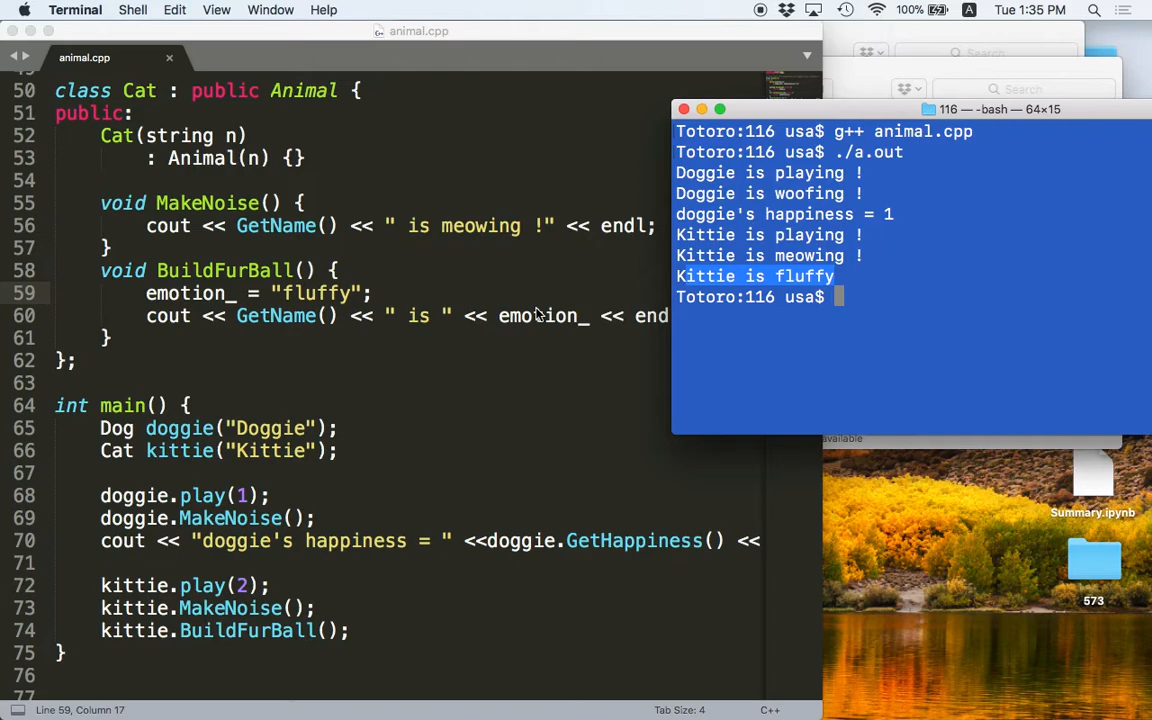 Terminal Shell Edit View Window Help 100% A Tue 1:35 PM
animal.cpp
animal.cpp
50 class Cat : public Animal {
51 public:
52 Cat(string n)
53 : Animal(n) {}
54
55 void MakeNoise() {
56 cout << GetName() << " is meowing !" << endl;
57 }
58 void BuildFurBall() {
59 emotion_ = "fluffy";
60 cout << GetName() << " is " << emotion_ << end
61 }
62 };
63
64 int main() {
65 Dog doggie("Doggie");
66 Cat kittie("Kittie");
67
68 doggie.play(1);
69 doggie.MakeNoise();
70 cout << "doggie's happiness = " <<doggie.GetHappiness() <<
71
72 kittie.play(2);
73 kittie.MakeNoise();
74 kittie.BuildFurBall();
75 }
76
77
Line 59, Column 17 Tab Size: 4 C++
Search
Search
116 — -bash — 64×15
Totoro:116 usa$ g++ animal.cpp
Totoro:116 usa$ ./a.out
Doggie is playing !
Doggie is woofing !
doggie's happiness = 1
Kittie is playing !
Kittie is meowing !
Kittie is fluffy
Totoro:116 usa$
available
Summary.ipynb
573